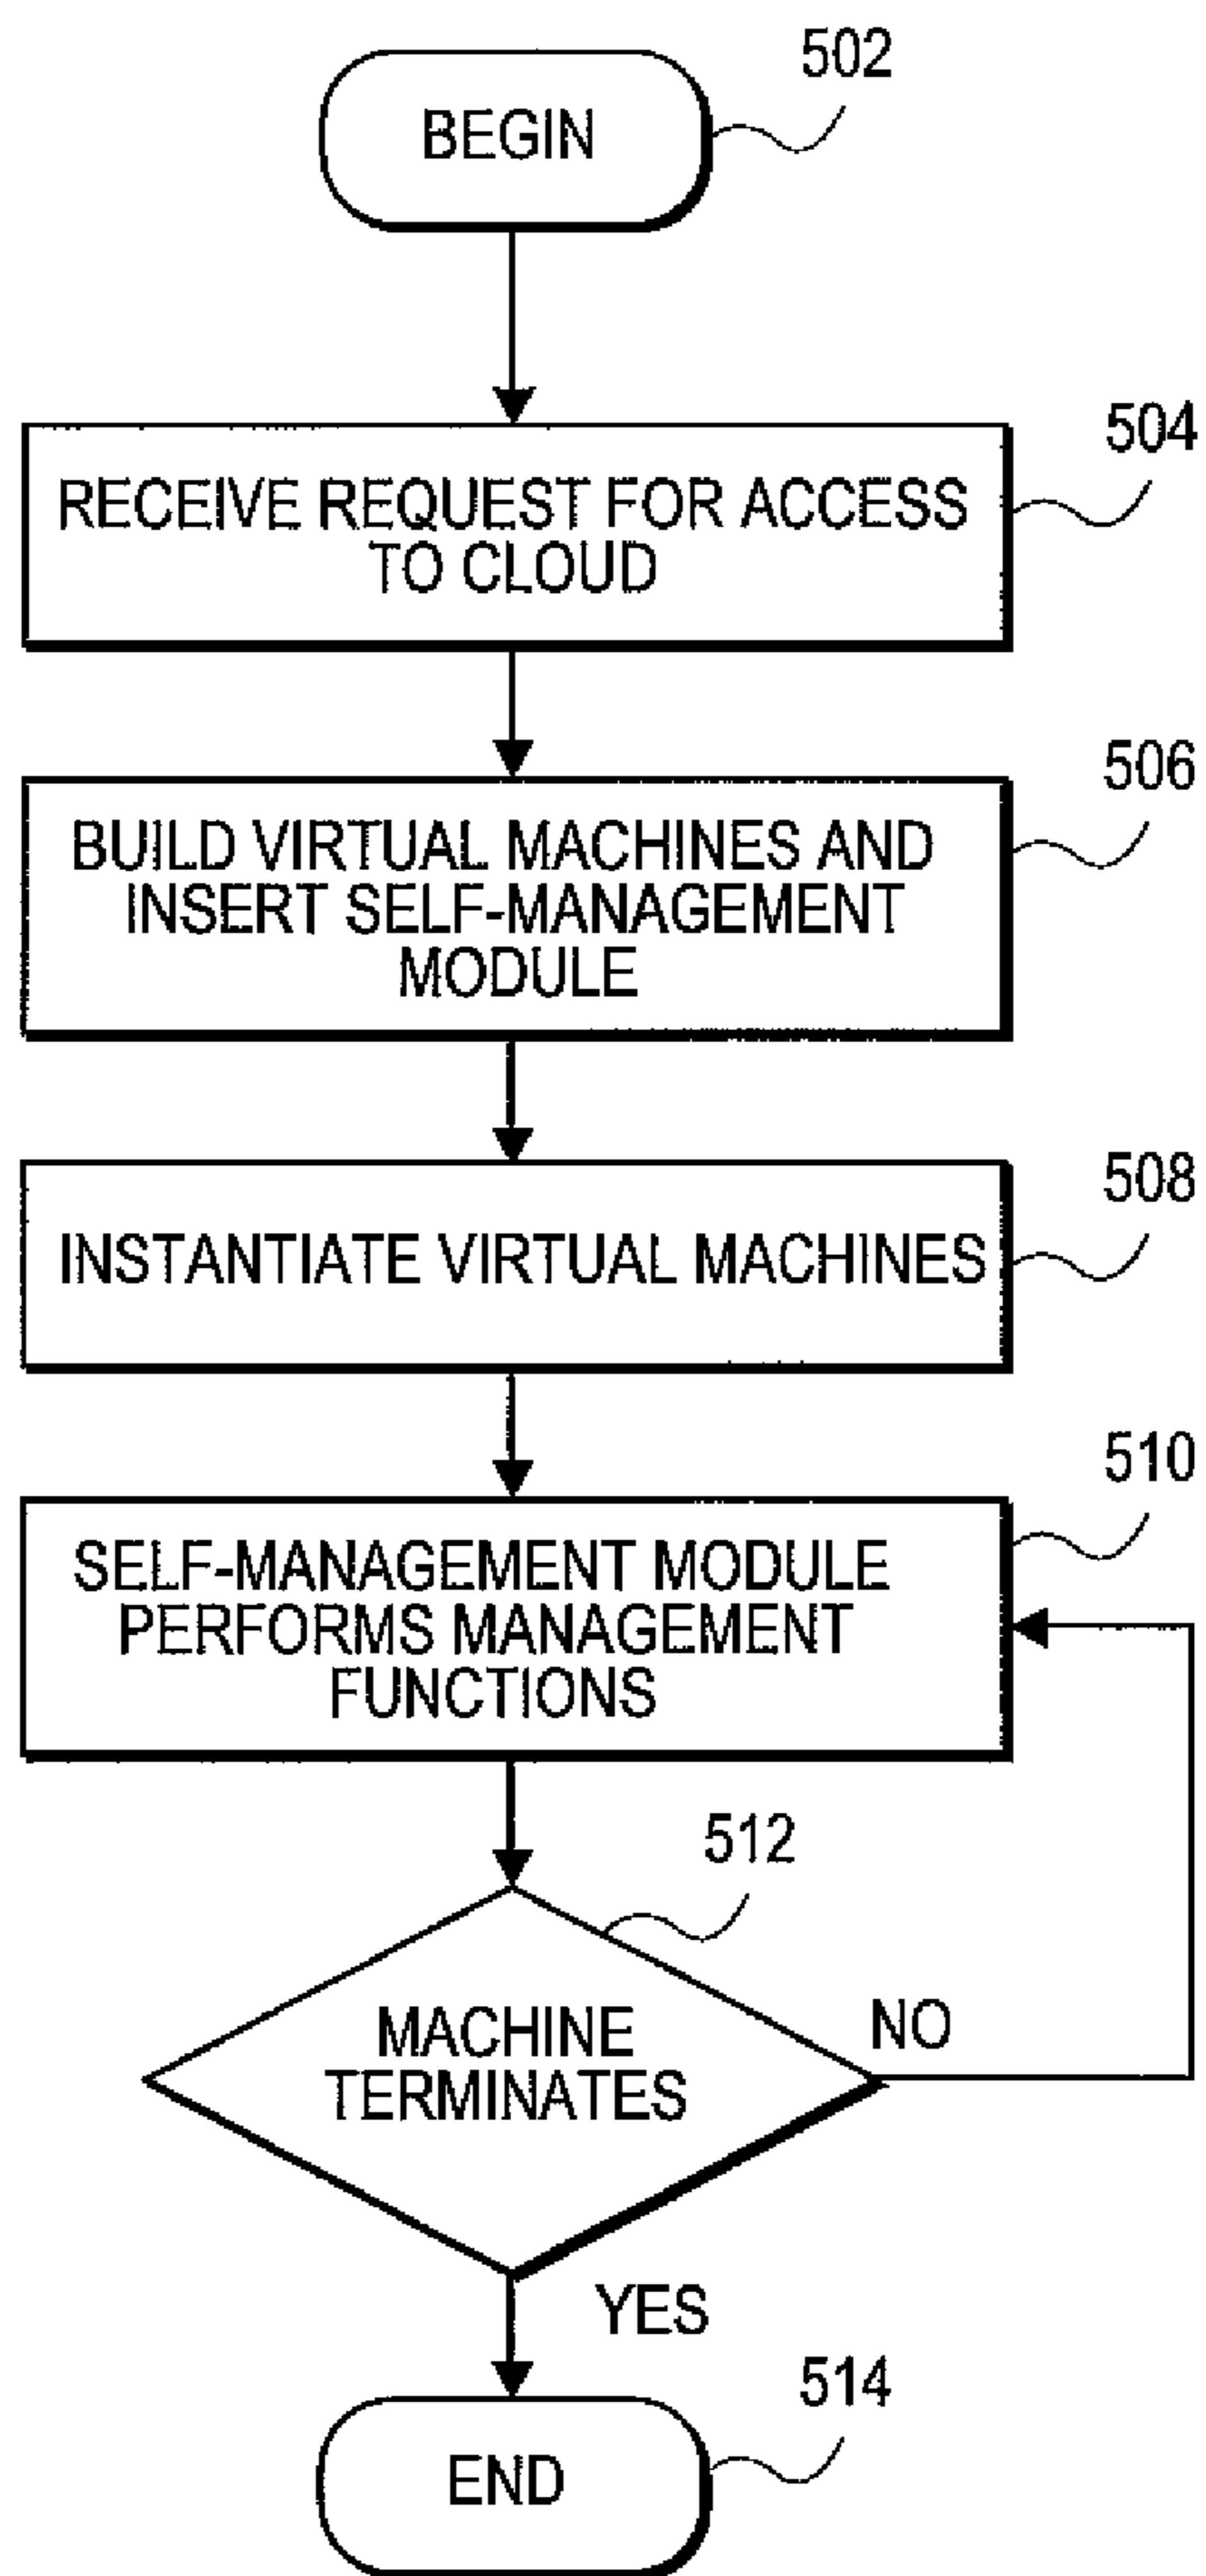 502
BEGIN
504
RECEIVE REQUEST FOR ACCESS
TO CLOUD
506
BUILD VIRTUAL MACHINES AND
INSERT SELF-MANAGEMENT
MODULE
508
INSTANTIATE VIRTUAL MACHINES
510
SELF-MANAGEMENT MODULE
PERFORMS MANAGEMENT
FUNCTIONS
512
MACHINE
TERMINATES
NO
YES
514
END